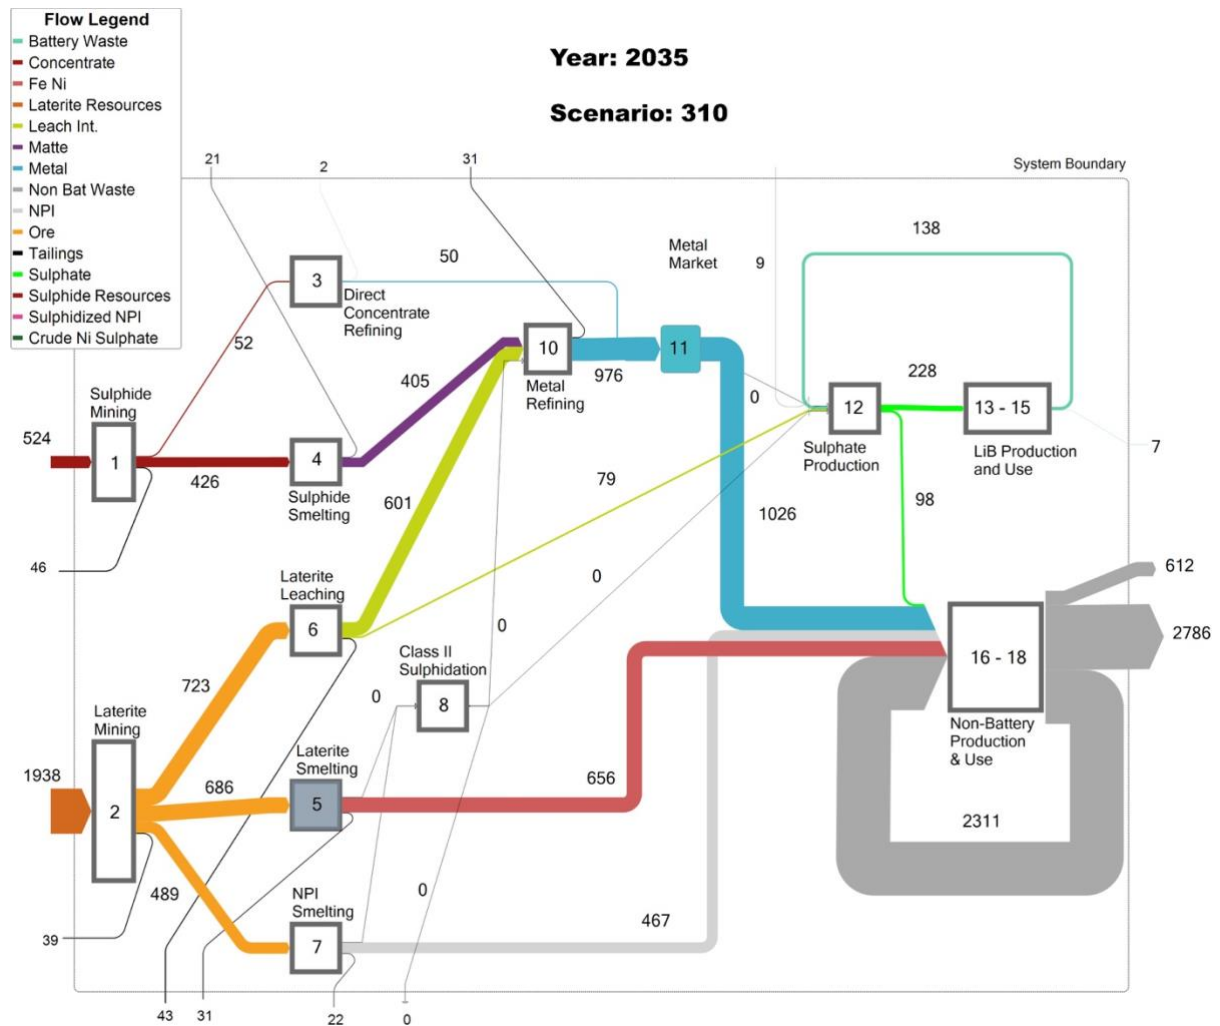 Flow Legend
Battery Waste
Concentrate
Fe Ni
Laterite Resources
Leach Int.
Matte
Metal
Non Bat Waste
NPI
Ore
Tailings
Sulphate
Sulphide Resources
Sulphidized NPI
Crude Ni Sulphate
Year: 2035
Scenario: 310
21
2
31
System Boundary
138
50
Metal
Market
9
3
Direct
Concentrate
Refining
52
10
Metal
Refining
976
11
405
0
228
12
Sulphate
Production
13 - 15
LiB Production
and Use
7
Sulphide
Mining
524
1
426
4
Sulphide
Smelting
46
601
79
98
1026
0
612
2786
Laterite
Leaching
6
0
Class II
Sulphidation
8
0
723
16 - 18
Non-Battery
Production
& Use
Laterite
Mining
1938
2
686
Laterite
Smelting
5
656
2311
489
NPI
Smelting
7
0
467
39
43
31
22
0